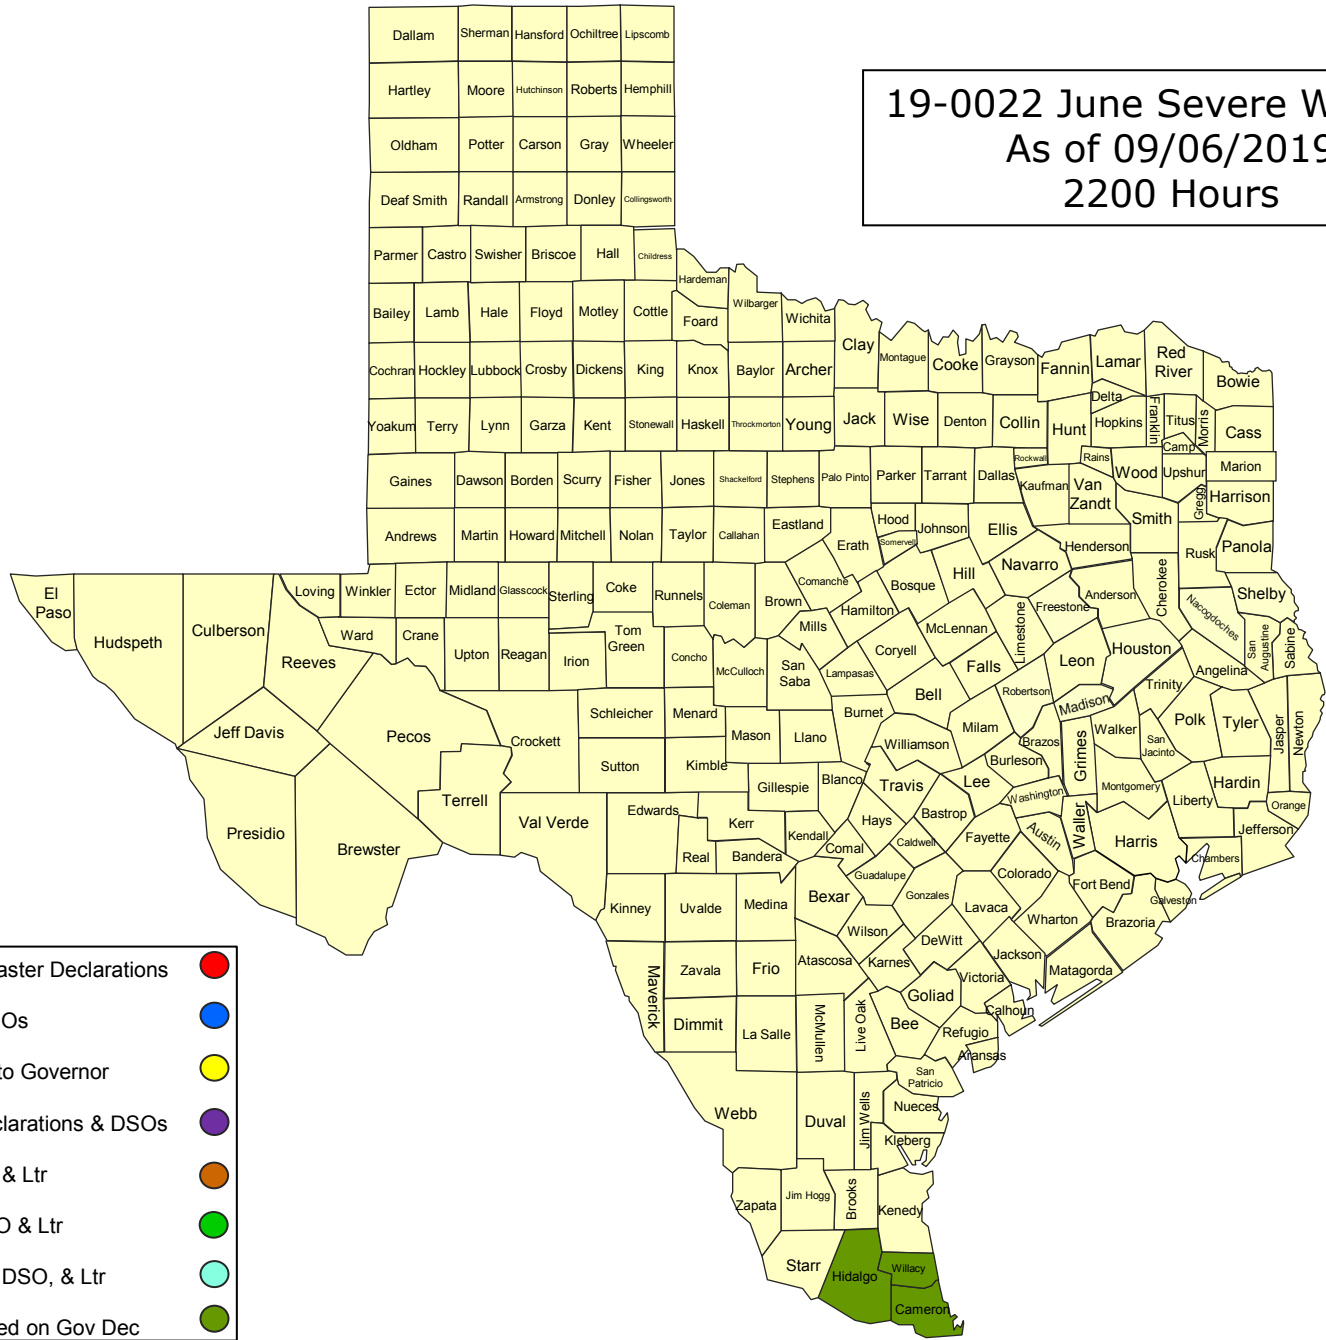 Dallam Sherman Hansford Ochiltree Lipscomb
Hartley Moore Hutchinson Roberts Hemphill
19-0022 June Severe W
As of 09/06/2019
2200 Hours
Oldham Potter Carson Gray Wheeler
Deaf Smith Randall Armstrong Donley Collingsworth
Parmer Castro Swisher Briscoe Hall Childress
Hardeman
Bailey Lamb Hale Floyd Motley Cottle Foard Wilbarger Wichita
Clay Montague Cooke Grayson Fannin Lamar Red River Bowie
Cochran Hockley Lubbock Crosby Dickens King Knox Baylor Archer
Delta
Yoakum Terry Lynn Garza Kent Stonewall Haskell Throckmorton Young Jack Wise Denton Collin Hunt Hopkins Franklin Titus Morris Cass
Camp
Rockwall Rains
Gaines Dawson Borden Scurry Fisher Jones Shackelford Stephens Palo Pinto Parker Tarrant Dallas Kaufman Van Zandt Wood Upshur Marion
Gregg Harrison
Andrews Martin Howard Mitchell Nolan Taylor Callahan Eastland Erath Hood Somervell Johnson Ellis Henderson Smith Rusk Panola
El Paso Hudspeth Culberson Loving Winkler Ector Midland Glasscock Sterling Coke Runnels Coleman Brown Comanche Hamilton Bosque Hill Navarro Freestone Anderson Cherokee Nacogdoches Shelby
Reeves Ward Crane Upton Reagan Irion Tom Green Concho McCulloch San Saba Mills Lampasas Coryell McLennan Limestone Falls Leon Houston Angelina San Augustine Sabine
Jeff Davis Pecos Crockett Schleicher Menard Mason Llano Burnet Bell Milam Robertson Madison Trinity Walker San Jacinto Polk Tyler Jasper Newton
Sutton Kimble Gillespie Blanco Williamson Travis Lee Burleson Brazos Grimes Washington Montgomery Liberty Hardin Orange
Presidio Brewster Terrell Val Verde Edwards Real Kerr Bandera Kendall Comal Hays Caldwell Bastrop Fayette Austin Waller Harris Chambers Jefferson
Kinney Uvalde Medina Bexar Guadalupe Gonzales Lavaca Colorado Wharton Fort Bend Brazoria Galveston
Maverick Zavala Frio Atascosa Wilson Karnes DeWitt Victoria Jackson Matagorda
Dimmit La Salle McMullen Live Oak Bee Goliad Refugio Calhoun Aransas
San Patricio
Webb Duval Jim Wells Nueces
Kleberg
Zapata Jim Hogg Brooks Kenedy
Starr Hidalgo Willacy
Cameron
aster Declarations
Os
to Governor
clarations & DSOs
& Ltr
O & Ltr
DSO, & Ltr
ed on Gov Dec